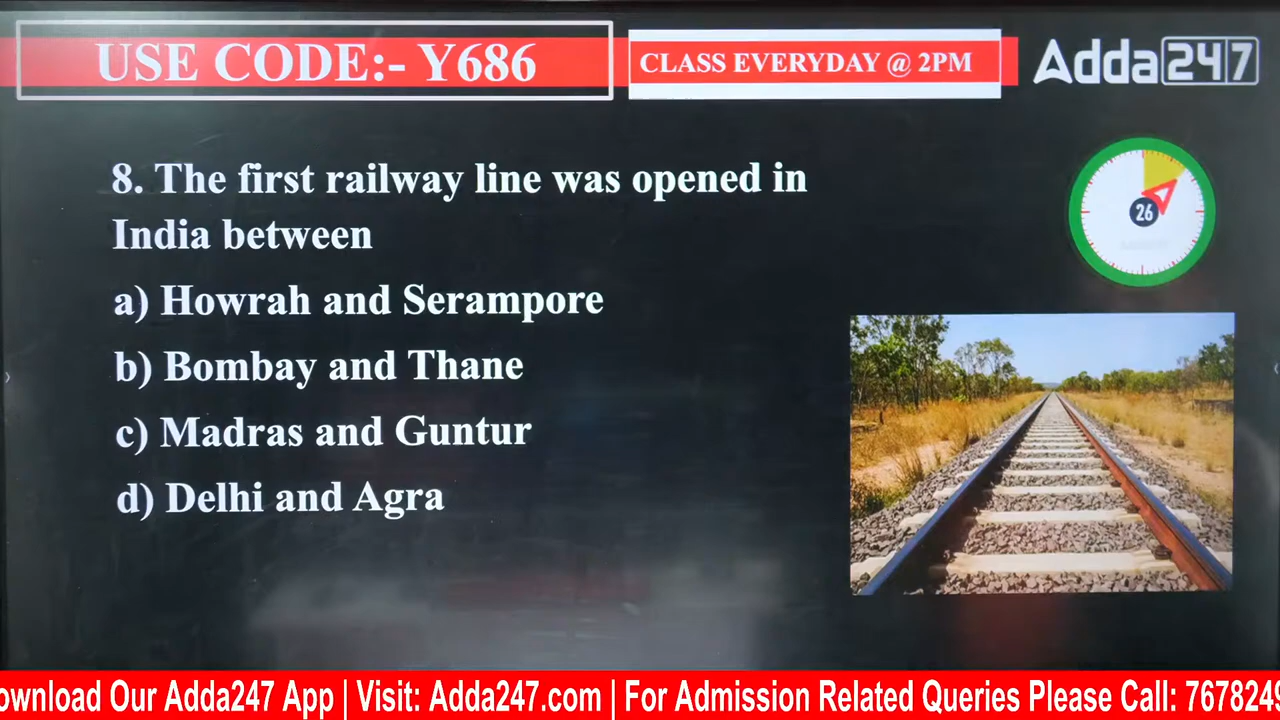 USE CODE:- Y686
CLASS EVERYDAY @ 2PM
Adda247
8. The first railway line was opened in
India between
26
a) Howrah and Serampore
b) Bombay and Thane
c) Madras and Guntur
d) Delhi and Agra
ownload Our Adda247 App | Visit: Adda247.com | For Admission Related Queries Please Call: 7678249